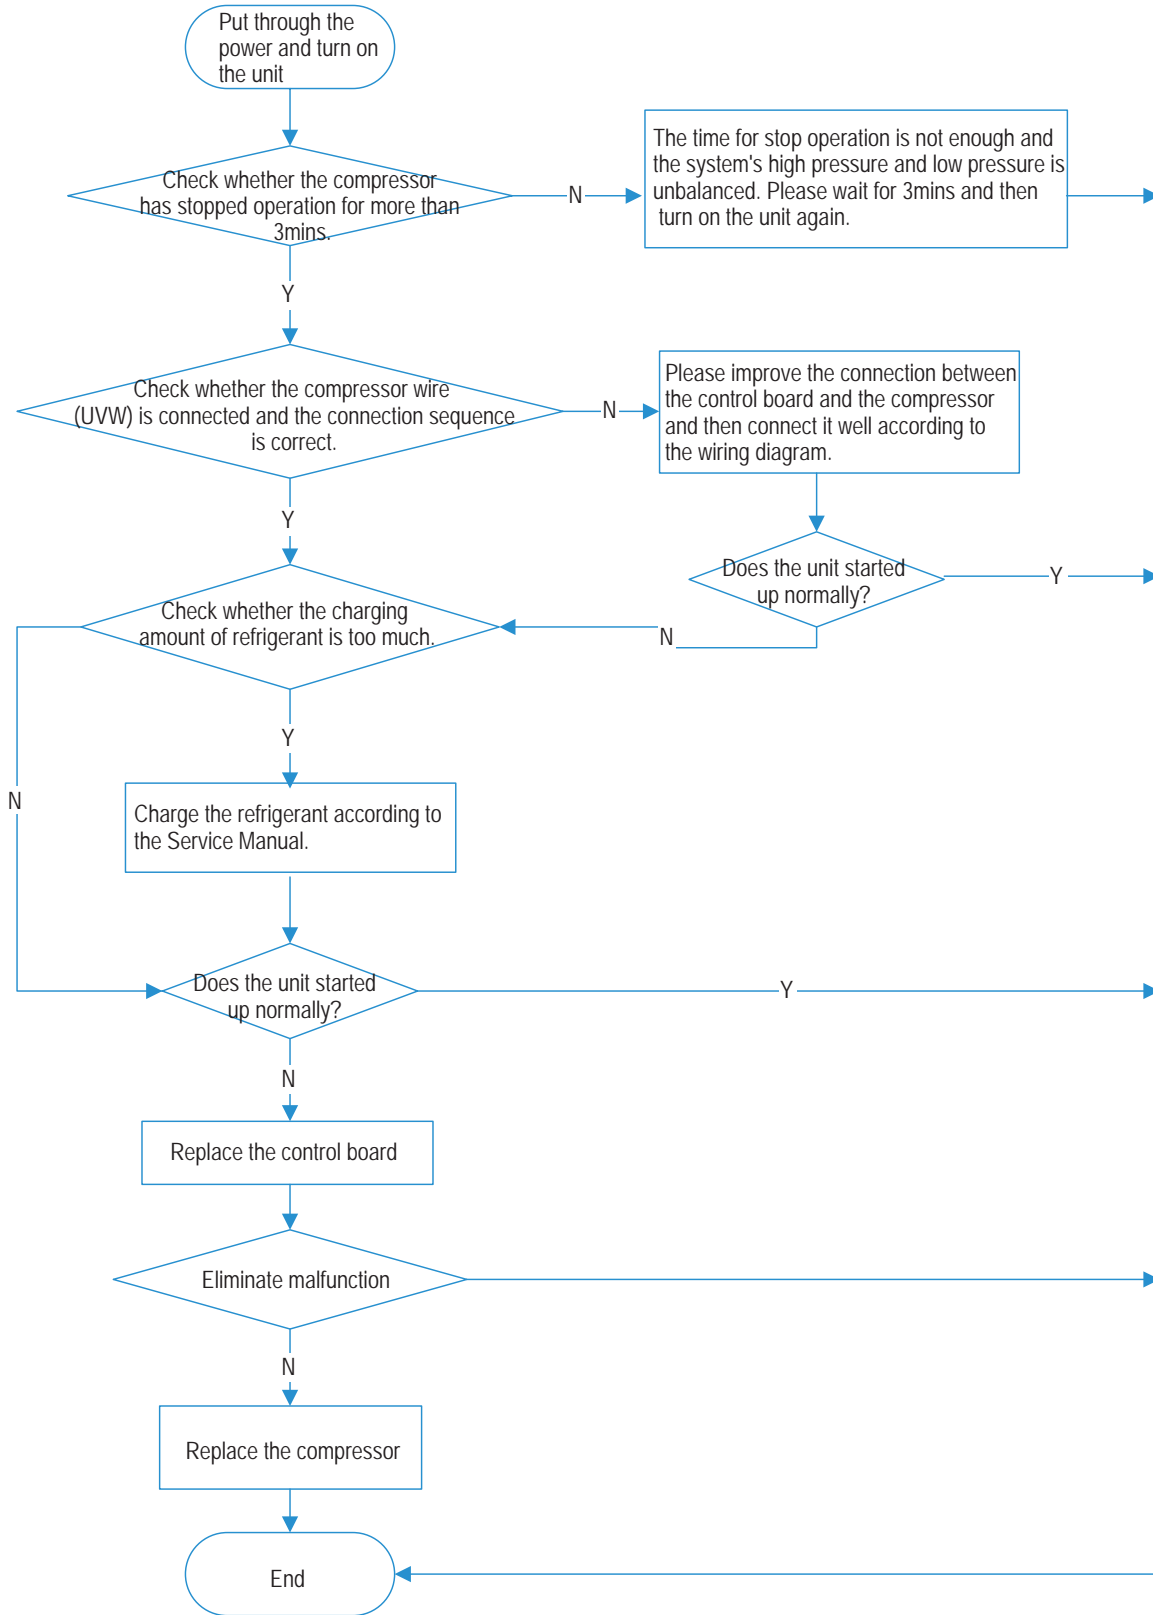 Put through the
power and turn on
the unit
Check whether the compressor
has stopped operation for more than
3mins.
N
The time for stop operation is not enough and
the system's high pressure and low pressure is
unbalanced. Please wait for 3mins and then
turn on the unit again.
Y
Check whether the compressor wire
(UVW) is connected and the connection sequence
is correct.
N
Please improve the connection between
the control board and the compressor
and then connect it well according to
the wiring diagram.
Y
Does the unit started
up normally?
Y
Check whether the charging
amount of refrigerant is too much.
N
Y
N
Charge the refrigerant according to
the Service Manual.
Does the unit started
up normally?
Y
N
Replace the control board
Eliminate malfunction
N
Replace the compressor
End